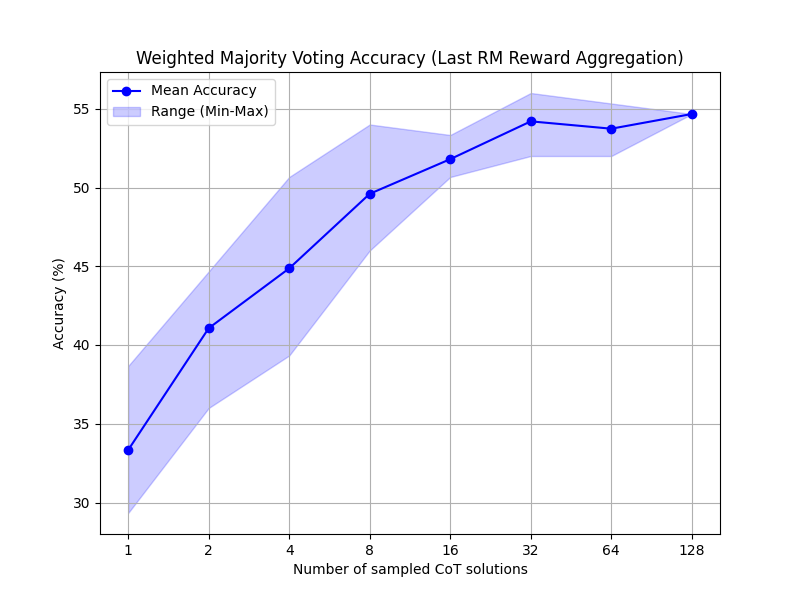 Weighted Majority Voting Accuracy (Last RM Reward Aggregation)
Mean Accuracy
Range (Min-Max)
Accuracy (%)
55
50
45
40
35
30
1 2 4 8 16 32 64 128
Number of sampled CoT solutions